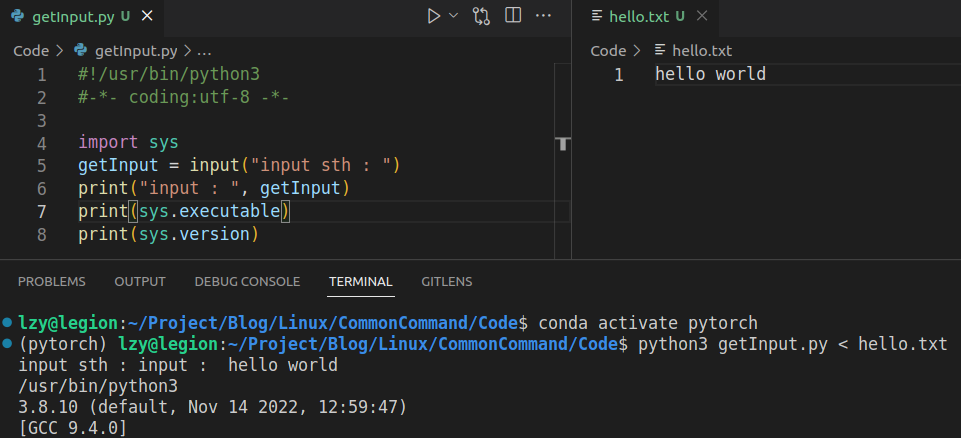 getInput.py U
hello.txt U
Code > getInput.py > ...
1 #!/usr/bin/python3
2 #-*- coding:utf-8 -*-
3
4 import sys
5 getInput = input("input sth : ")
6 print("input : ", getInput)
7 print(sys.executable)
8 print(sys.version)
Code > hello.txt
1 hello world
PROBLEMS OUTPUT DEBUG CONSOLE TERMINAL GITLENS
lzy@legion:~/Project/Blog/Linux/CommonCommand/Code$ conda activate pytorch
(pytorch) lzy@legion:~/Project/Blog/Linux/CommonCommand/Code$ python3 getInput.py < hello.txt
input sth : input :  hello world
/usr/bin/python3
3.8.10 (default, Nov 14 2022, 12:59:47)
[GCC 9.4.0]